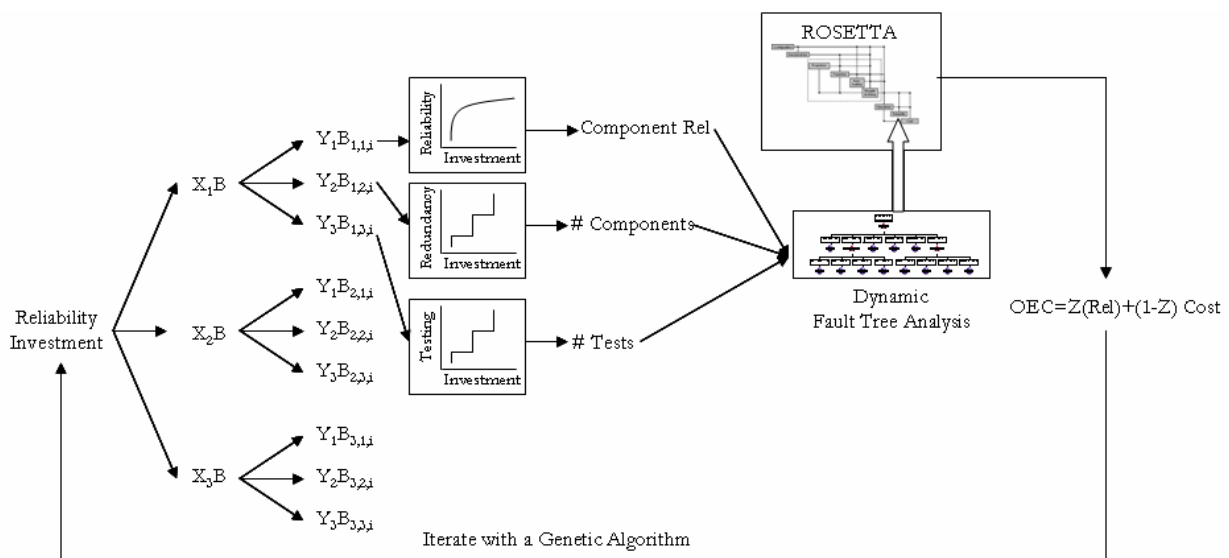 ROSETTA
Reliability
Investment
X₁B
X₂B
X₃B
Y₁B₁,₁,ᵢ
Y₂B₁,₂,ᵢ
Y₃B₁,₃,ᵢ
Y₁B₂,₁,ᵢ
Y₂B₂,₂,ᵢ
Y₃B₂,₃,ᵢ
Y₁B₃,₁,ᵢ
Y₂B₃,₂,ᵢ
Y₃B₃,₃,ᵢ
Reliability
Investment
Redundancy
Investment
Testing
Investment
Component Rel
# Components
# Tests
Dynamic
Fault Tree Analysis
OEC=Z(Rel)+(1-Z) Cost
Iterate with a Genetic Algorithm